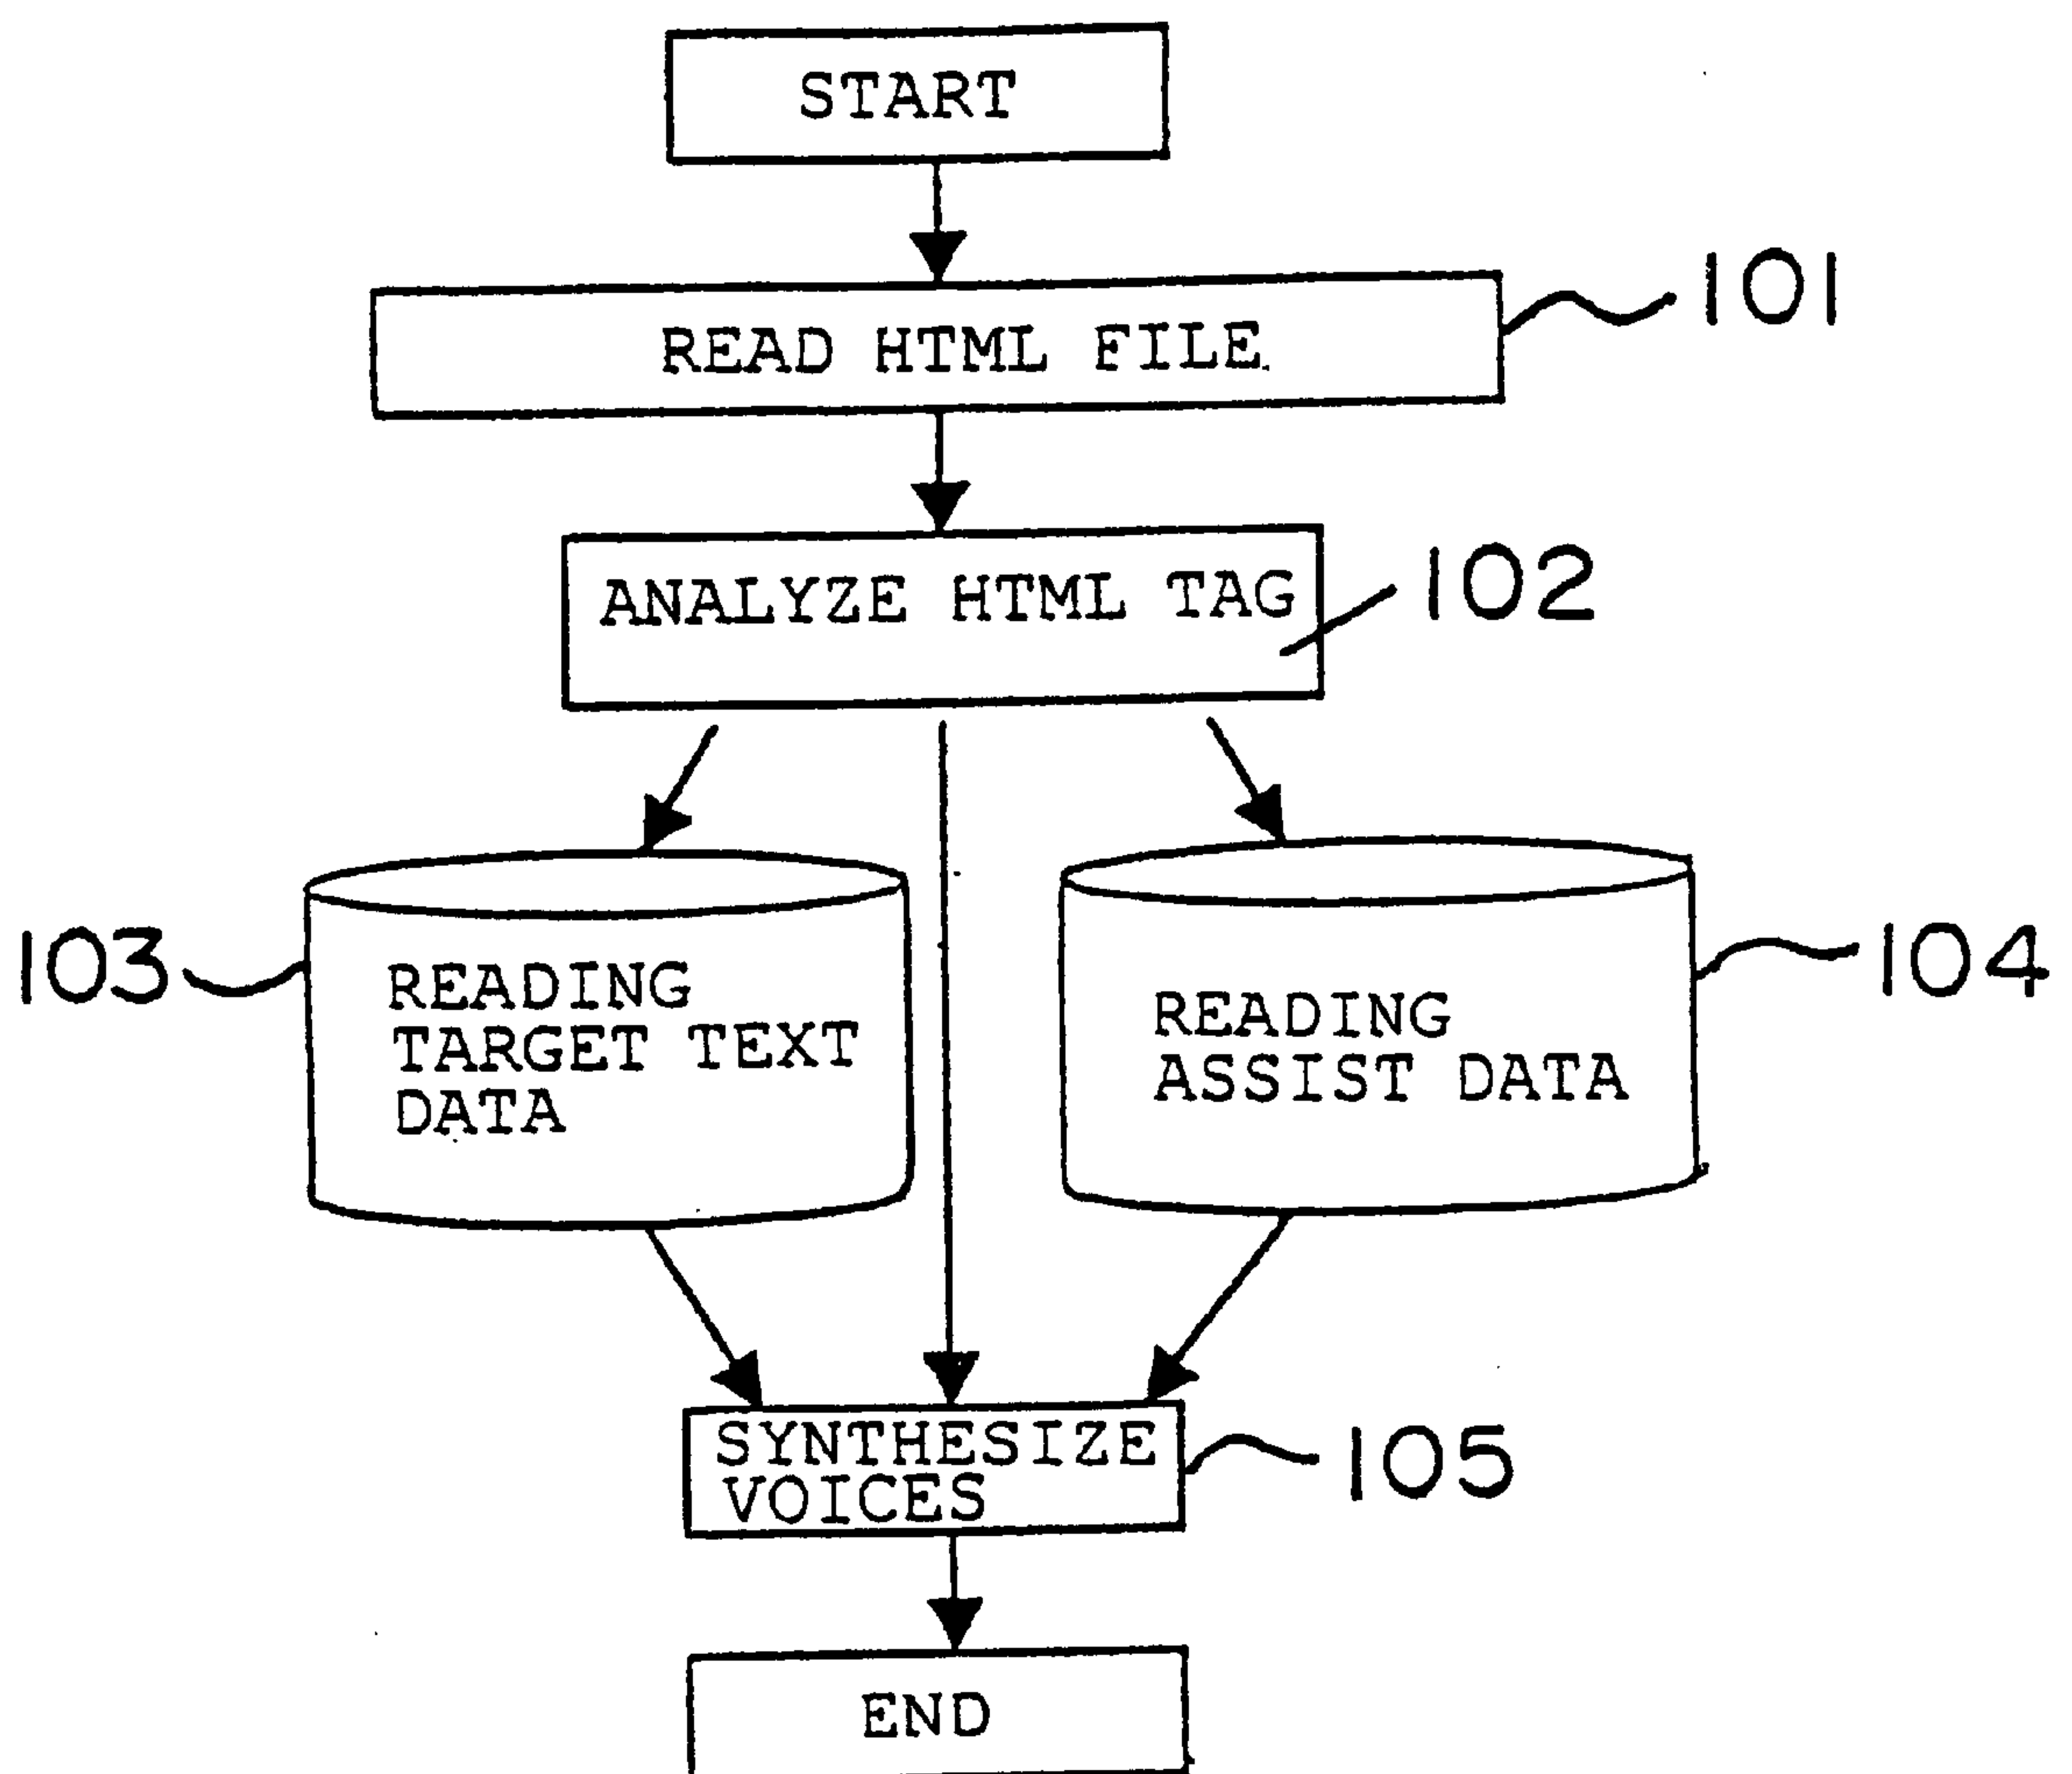 START
READ HTML FILE
101
ANALYZE HTML TAG
102
103
READING
TARGET TEXT
DATA
READING
ASSIST DATA
104
SYNTHESIZE
VOICES
105
END